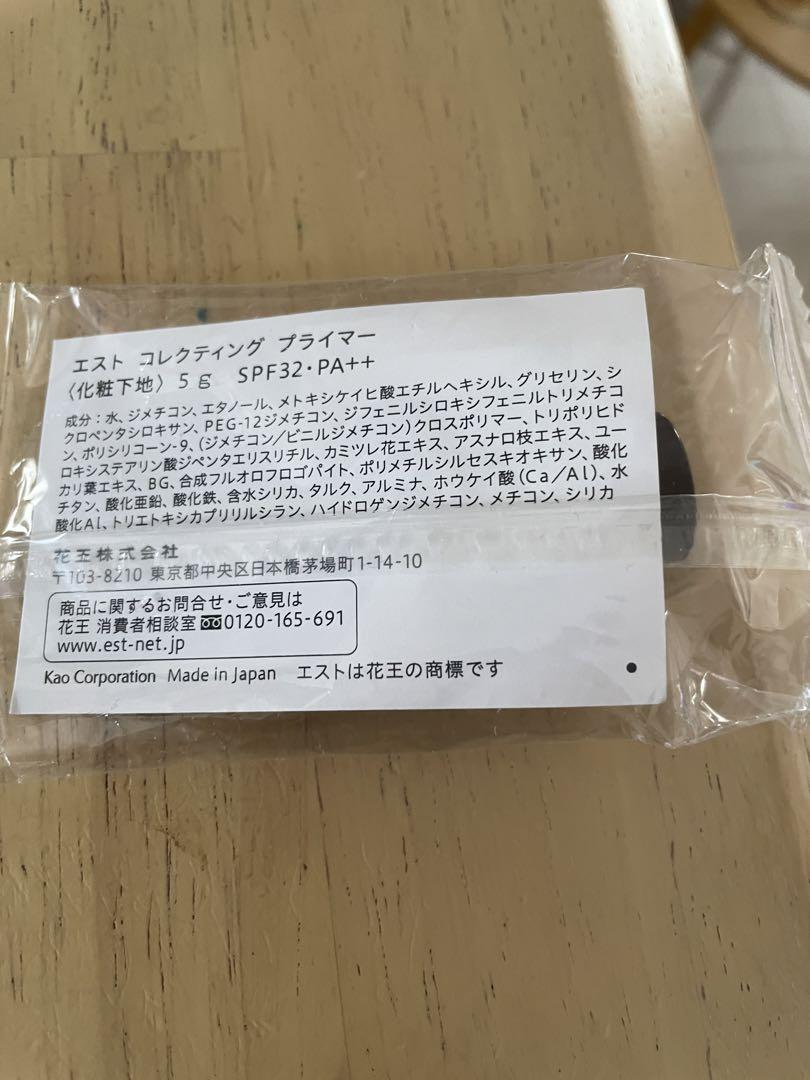 エスト コレクティング プライマー
〈化粧下地〉5g SPF32・PA++
成分：水、ジメチコン、エタノール、メトキシケイヒ酸エチルヘキシル、グリセリン、シ
クロペンタシロキサン、PEG-12ジメチコン、ジフェニルシロキシフェニルトリメチコ
ン、ポリシリコーン-9、(ジメチコン/ビニルジメチコン)クロスポリマー、トリポリヒド
ロキシステアリン酸ジペンタエリスリチル、カミツレ花エキス、アスナロ枝エキス、ユー
カリ葉エキス、BG、合成フルオロフロゴパイト、ポリメチルシルセスキオキサン、酸化
チタン、酸化亜鉛、酸化鉄、含水シリカ、タルク、アルミナ、ホウケイ酸(Ca/Al)、水
酸化Al、トリエトキシカプリリルシラン、ハイドロゲンジメチコン、メチコン、シリカ
花王株式会社
〒103-8210 東京都中央区日本橋茅場町1-14-10
商品に関するお問合せ・ご意見は
花王 消費者相談室 0120-165-691
www.est-net.jp
Kao Corporation Made in Japan エストは花王の商標です